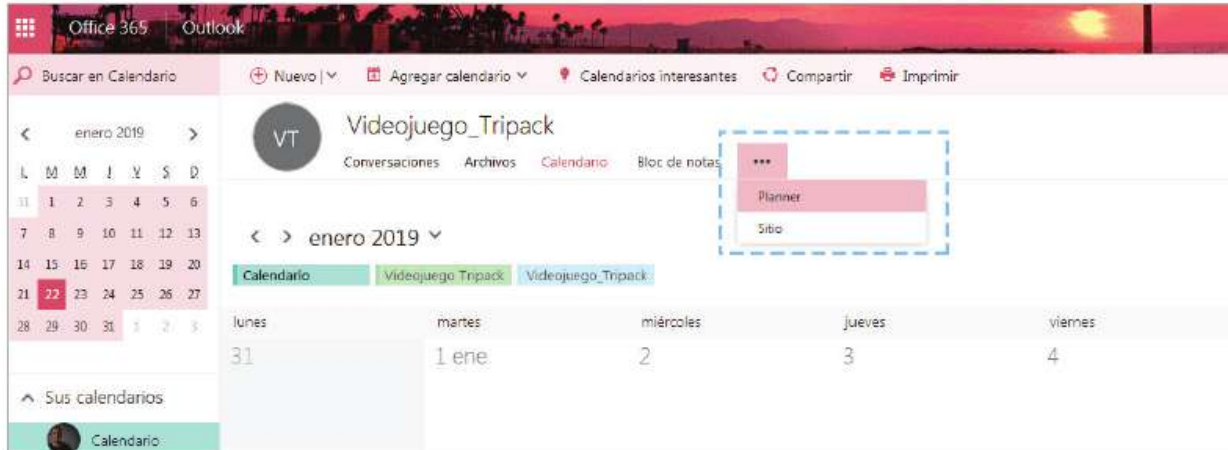 Office 365 Outlook
Buscar en Calendario
Nuevo | Agregar calendario Calendarios interesantes Compartir Imprimir
enero 2019
L M M J V S D
31 1 2 3 4 5 6
7 8 9 10 11 12 13
14 15 16 17 18 19 20
21 22 23 24 25 26 27
28 29 30 31 1 2 3
Sus calendarios
Calendario
VT
Videojuego_Tripack
Conversaciones Archivos Calendario Bloc de notas •••
Planner
Sitio
enero 2019
Calendario Videojuego Tripack Videojuego_Tripack
lunes martes miércoles jueves viernes
31 1 ene 2 3 4